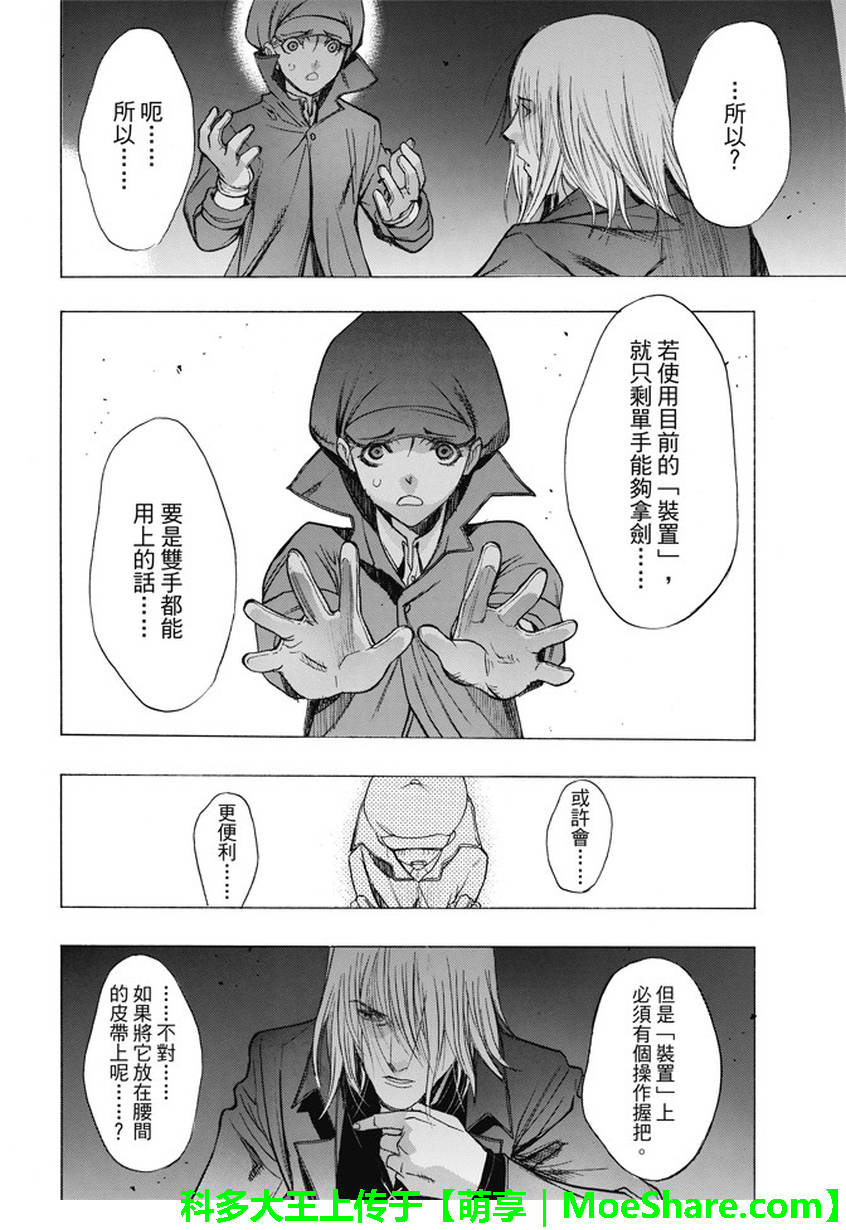 …所以?
呃……
所以……
若使用目前的「裝置」，
就只剩單手能夠拿劍……
要是雙手都能
用上的話……
或許會……
更便利……
但是「裝置」上
必須有個操作握把。
……不對……
如果將它放在腰間
的皮帶上呢……?
科多大王上传于【萌享｜MoeShare.com】